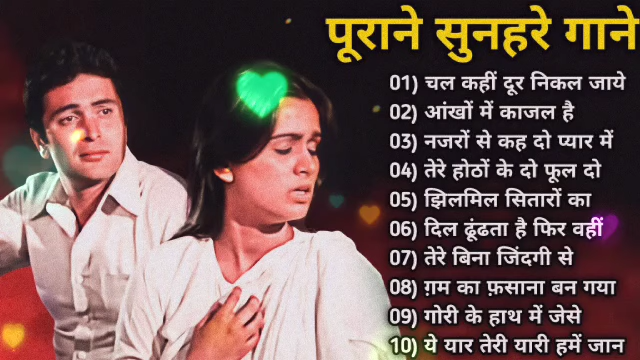 पूराने सुनहरे गाने
01) चल कहीं दूर निकल जाये
02) आंखों में काजल है
03) नजरों से कह दो प्यार में
04) तेरे होठों के दो फूल दो
05) झिलमिल सितारों का
06) दिल ढूंढता है फिर वहीं
07) तेरे बिना जिंदगी से
08) ग़म का फ़साना बन गया
09) गोरी के हाथ में जेसे
10) ये यार तेरी यारी हमें जान